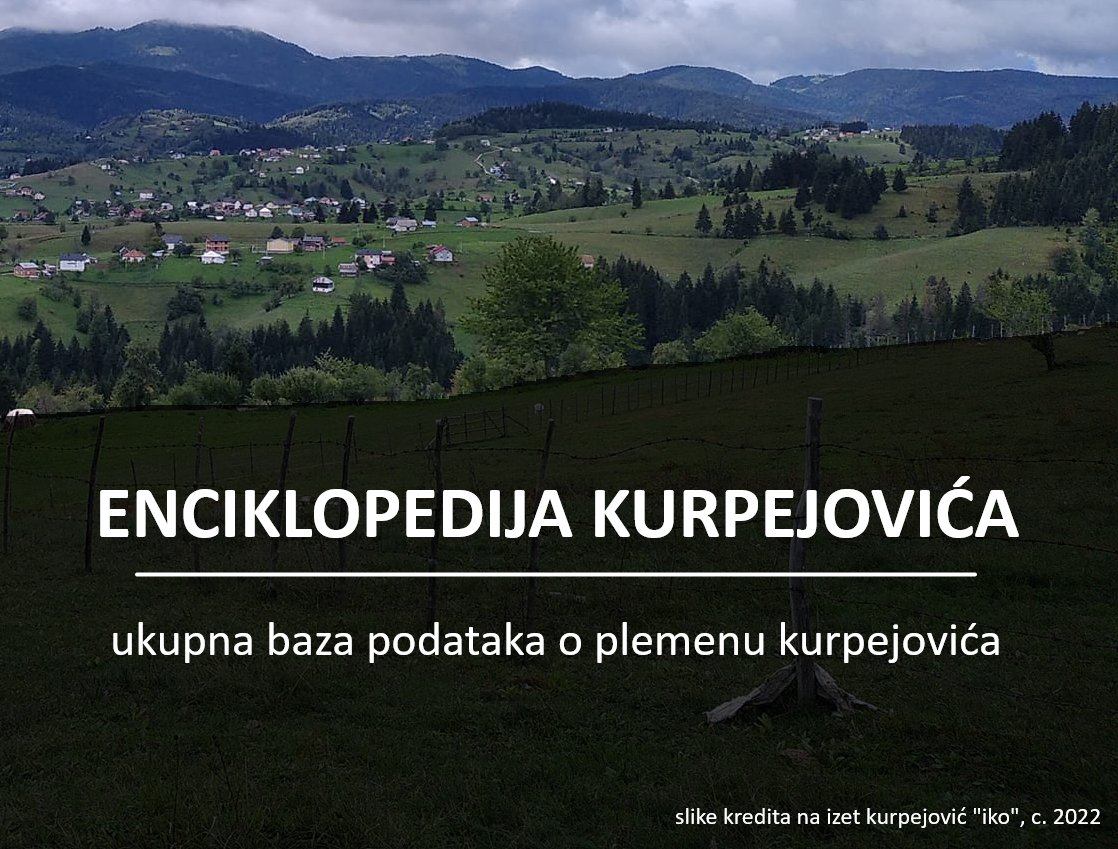 ENCIKLOPEDIJA KURPEJOVIĆA
ukupna baza podataka o plemenu kurpejovića
slike kredita na izet kurpejović "iko", c. 2022